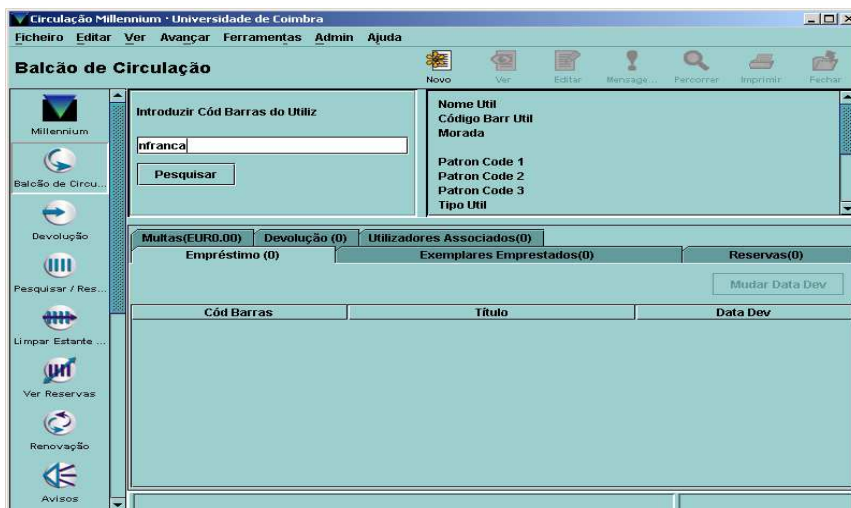 Circulação Millennium · Universidade de Coimbra
Ficheiro Editar Ver Avançar Ferramentas Admin Ajuda
Balcão de Circulação
Novo Ver Editar Mensage... Percorrer Imprimir Fechar
Millennium
Balcão de Circu...
Devolução
Pesquisar / Res...
Limpar Estante ...
Ver Reservas
Renovação
Avisos
Introduzir Cód Barras do Utiliz
nfranca
Pesquisar
Nome Util
Código Barr Util
Morada
Patron Code 1
Patron Code 2
Patron Code 3
Tipo Util
Multas(EUR0.00) Devolução (0) Utilizadores Associados(0)
Empréstimo (0) Exemplares Emprestados(0) Reservas(0)
Mudar Data Dev
Cód Barras Título Data Dev